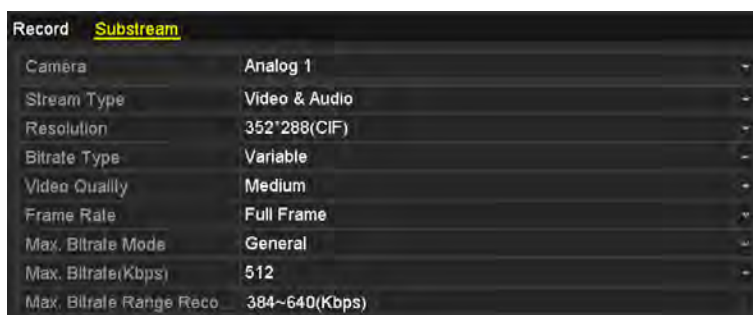 Record Substream
Camera Analog 1
Stream Type Video & Audio
Resolution 352*288(CIF)
Bitrate Type Variable
Video Quality Medium
Frame Rate Full Frame
Max. Bitrate Mode General
Max. Bitrate(Kbps) 512
Max. Bitrate Range Reco... 384~640(Kbps)